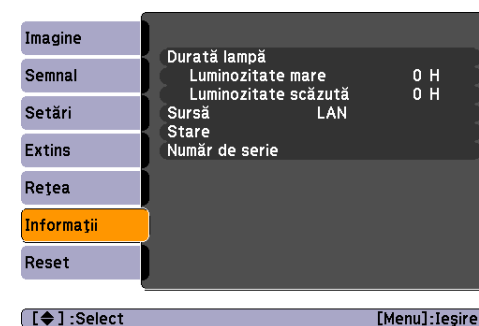 Imagine
Semnal
Setări
Extins
Reţea
Informaţii
Reset
Durată lampă
Luminozitate mare 0 H
Luminozitate scăzută 0 H
Sursă LAN
Stare
Număr de serie
[◆] :Select [Menu]:Ieşire